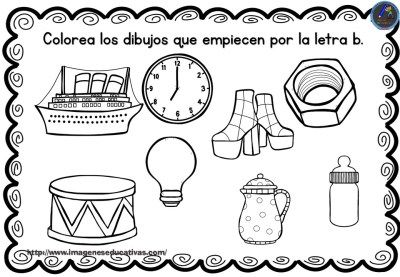 Colorea los dibujos que empiecen por la letra b.
http://www.imageneseducativas.com/